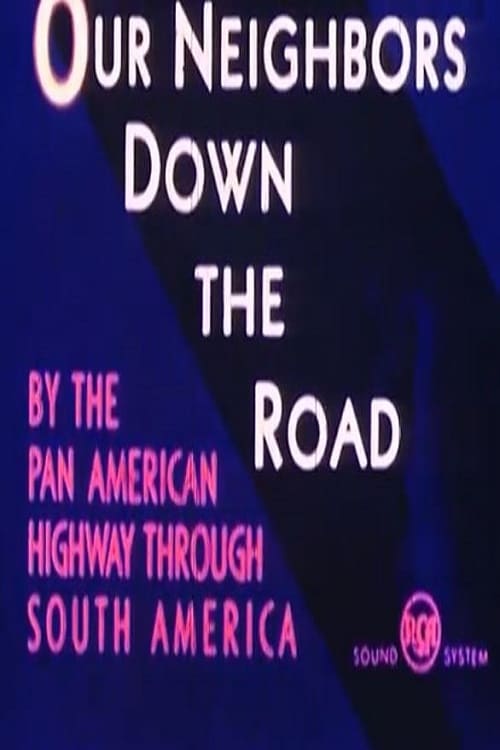 OUR NEIGHBORS
DOWN
THE
ROAD
BY THE
PAN AMERICAN
HIGHWAY THROUGH
SOUTH AMERICA
SOUND RCA SYSTEM